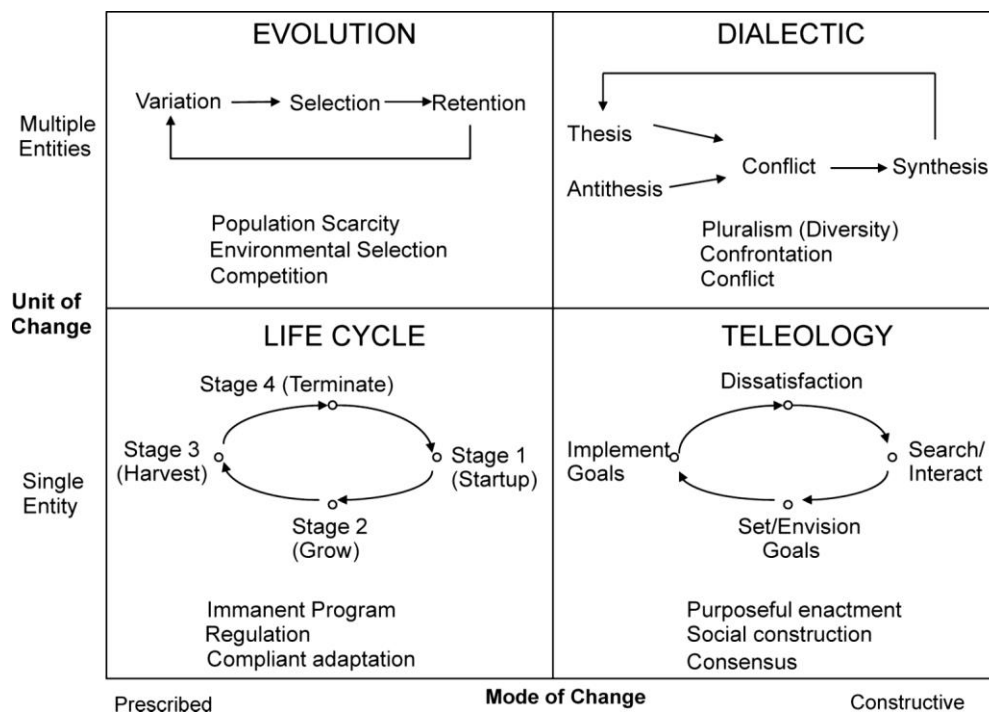 EVOLUTION
Variation
Selection
Retention
Population Scarcity
Environmental Selection
Competition
DIALECTIC
Thesis
Antithesis
Conflict
Synthesis
Pluralism (Diversity)
Confrontation
Conflict
Multiple
Entities
Unit of
Change
LIFE CYCLE
Stage 4 (Terminate)
Stage 3
(Harvest)
Stage 1
(Startup)
Stage 2
(Grow)
Immanent Program
Regulation
Compliant adaptation
TELEOLOGY
Dissatisfaction
Implement
Goals
Search/
Interact
Set/Envision
Goals
Purposeful enactment
Social construction
Consensus
Single
Entity
Prescribed
Mode of Change
Constructive